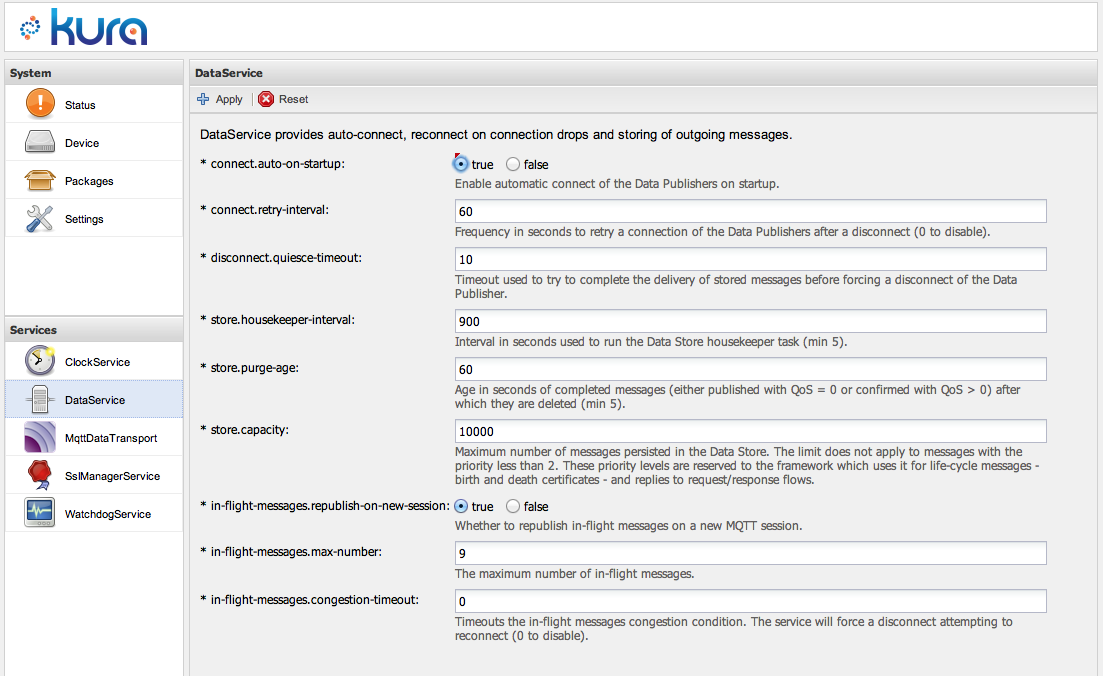 kura
System
Status
Device
Packages
Settings
Services
ClockService
DataService
MqttDataTransport
SslManagerService
WatchdogService
DataService
Apply
Reset
DataService provides auto-connect, reconnect on connection drops and storing of outgoing messages.
* connect.auto-on-startup: true false
Enable automatic connect of the Data Publishers on startup.
* connect.retry-interval: 60
Frequency in seconds to retry a connection of the Data Publishers after a disconnect (0 to disable).
* disconnect.quiesce-timeout: 10
Timeout used to try to complete the delivery of stored messages before forcing a disconnect of the Data
Publisher.
* store.housekeeper-interval: 900
Interval in seconds used to run the Data Store housekeeper task (min 5).
* store.purge-age: 60
Age in seconds of completed messages (either published with QoS = 0 or confirmed with QoS > 0) after
which they are deleted (min 5).
* store.capacity: 10000
Maximum number of messages persisted in the Data Store. The limit does not apply to messages with the
priority less than 2. These priority levels are reserved to the framework which uses it for life-cycle messages -
birth and death certificates - and replies to request/response flows.
* in-flight-messages.republish-on-new-session: true false
Whether to republish in-flight messages on a new MQTT session.
* in-flight-messages.max-number: 9
The maximum number of in-flight messages.
* in-flight-messages.congestion-timeout: 0
Timeouts the in-flight messages congestion condition. The service will force a disconnect attempting to
reconnect (0 to disable).